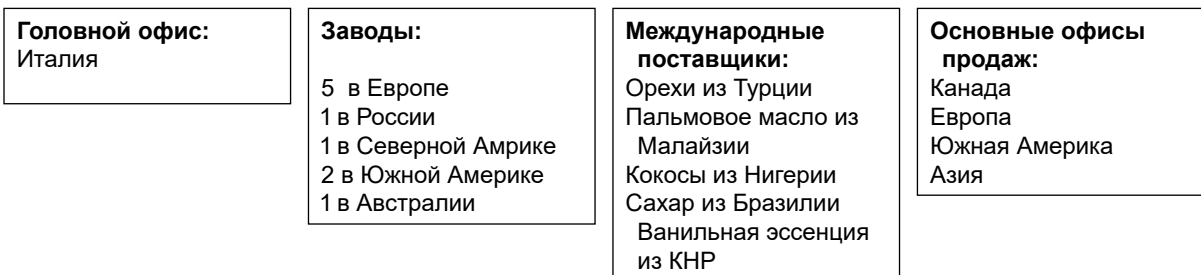 Головной офис:
Италия
Заводы:
5 в Европе
1 в России
1 в Северной Амрике
2 в Южной Америке
1 в Австралии
Международные
поставщики:
Орехи из Турции
Пальмовое масло из
Малайзии
Кокосы из Нигерии
Сахар из Бразилии
Ванильная эссенция
из КНР
Основные офисы
продаж:
Канада
Европа
Южная Америка
Азия